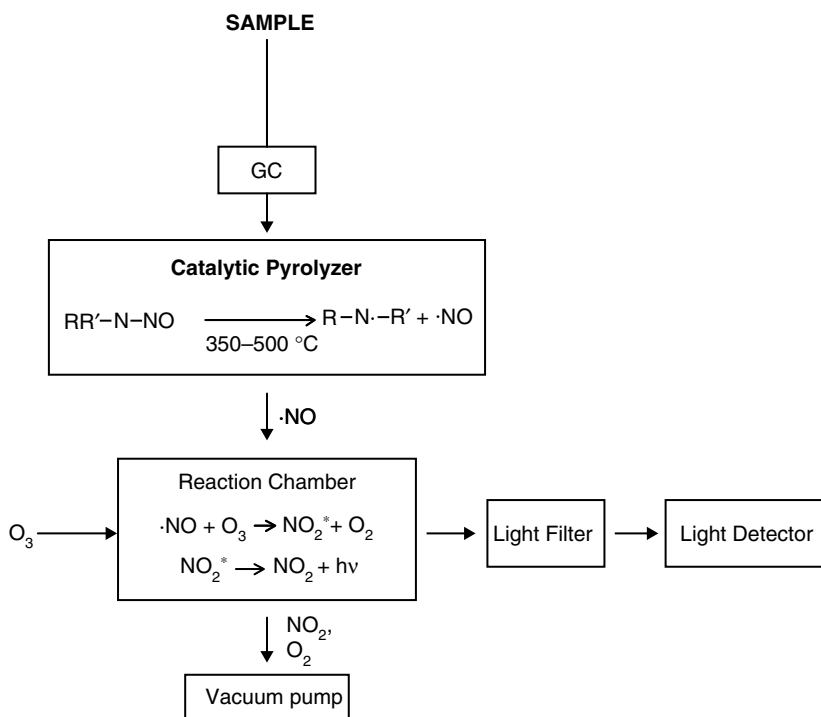 SAMPLE
GC
Catalytic Pyrolyzer
RR′–N–NO
R–N·–R′ + ·NO
350–500 °C
·NO
Reaction Chamber
O₃
·NO + O₃ → NO₂* + O₂
NO₂* → NO₂ + hν
Light Filter
Light Detector
NO₂,
O₂
Vacuum pump